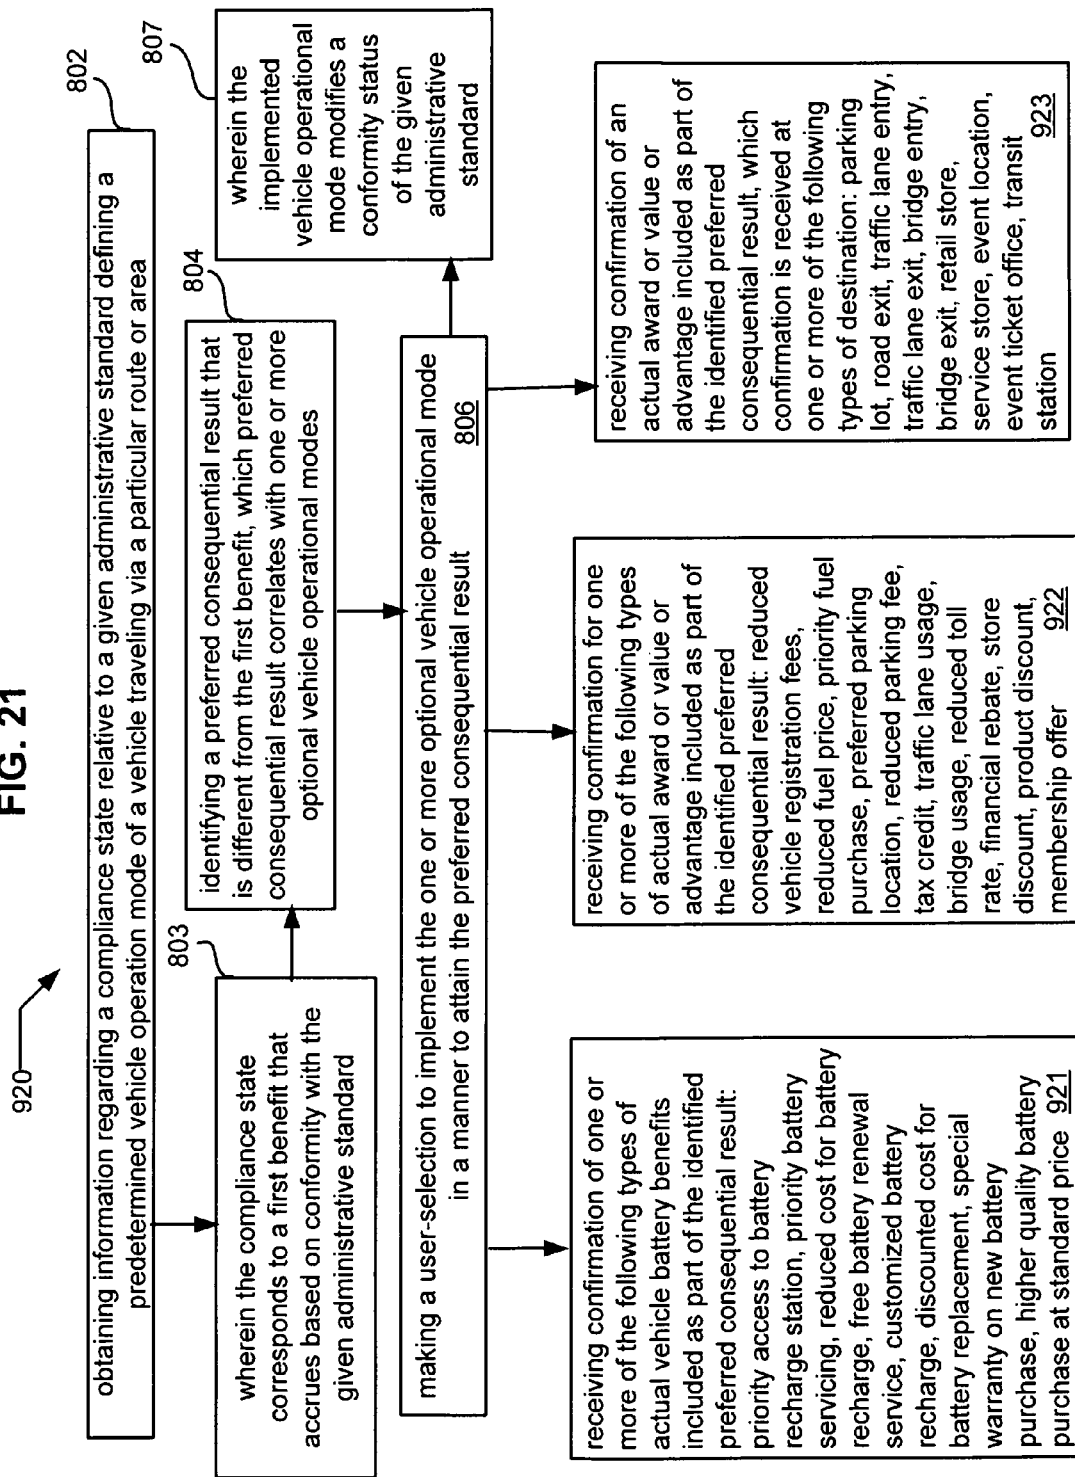 FIG. 21
920
802
obtaining information regarding a compliance state relative to a given administrative standard defining a
predetermined vehicle operation mode of a vehicle traveling via a particular route or area
803
wherein the compliance state
corresponds to a first benefit that
accrues based on conformity with the
given administrative standard
804
identifying a preferred consequential result that
is different from the first benefit, which preferred
consequential result correlates with one or more
optional vehicle operational modes
807
wherein the
implemented
vehicle operational
mode modifies a
conformity status
of the given
administrative
standard
making a user-selection to implement the one or more optional vehicle operational mode
in a manner to attain the preferred consequential result
806
receiving confirmation of one or
more of the following types of
actual vehicle battery benefits
included as part of the identified
preferred consequential result:
priority access to battery
recharge station, priority battery
servicing, reduced cost for battery
recharge, free battery renewal
service, customized battery
recharge, discounted cost for
battery replacement, special
warranty on new battery
purchase, higher quality battery
purchase at standard price 921
receiving confirmation for one
or more of the following types
of actual award or value or
advantage included as part of
the identified preferred
consequential result: reduced
vehicle registration fees,
reduced fuel price, priority fuel
purchase, preferred parking
location, reduced parking fee,
tax credit, traffic lane usage,
bridge usage, reduced toll
rate, financial rebate, store
discount, product discount,
membership offer 922
receiving confirmation of an
actual award or value or
advantage included as part of
the identified preferred
consequential result, which
confirmation is received at
one or more of the following
types of destination: parking
lot, road exit, traffic lane entry,
traffic lane exit, bridge entry,
bridge exit, retail store,
service store, event location,
event ticket office, transit
station 923